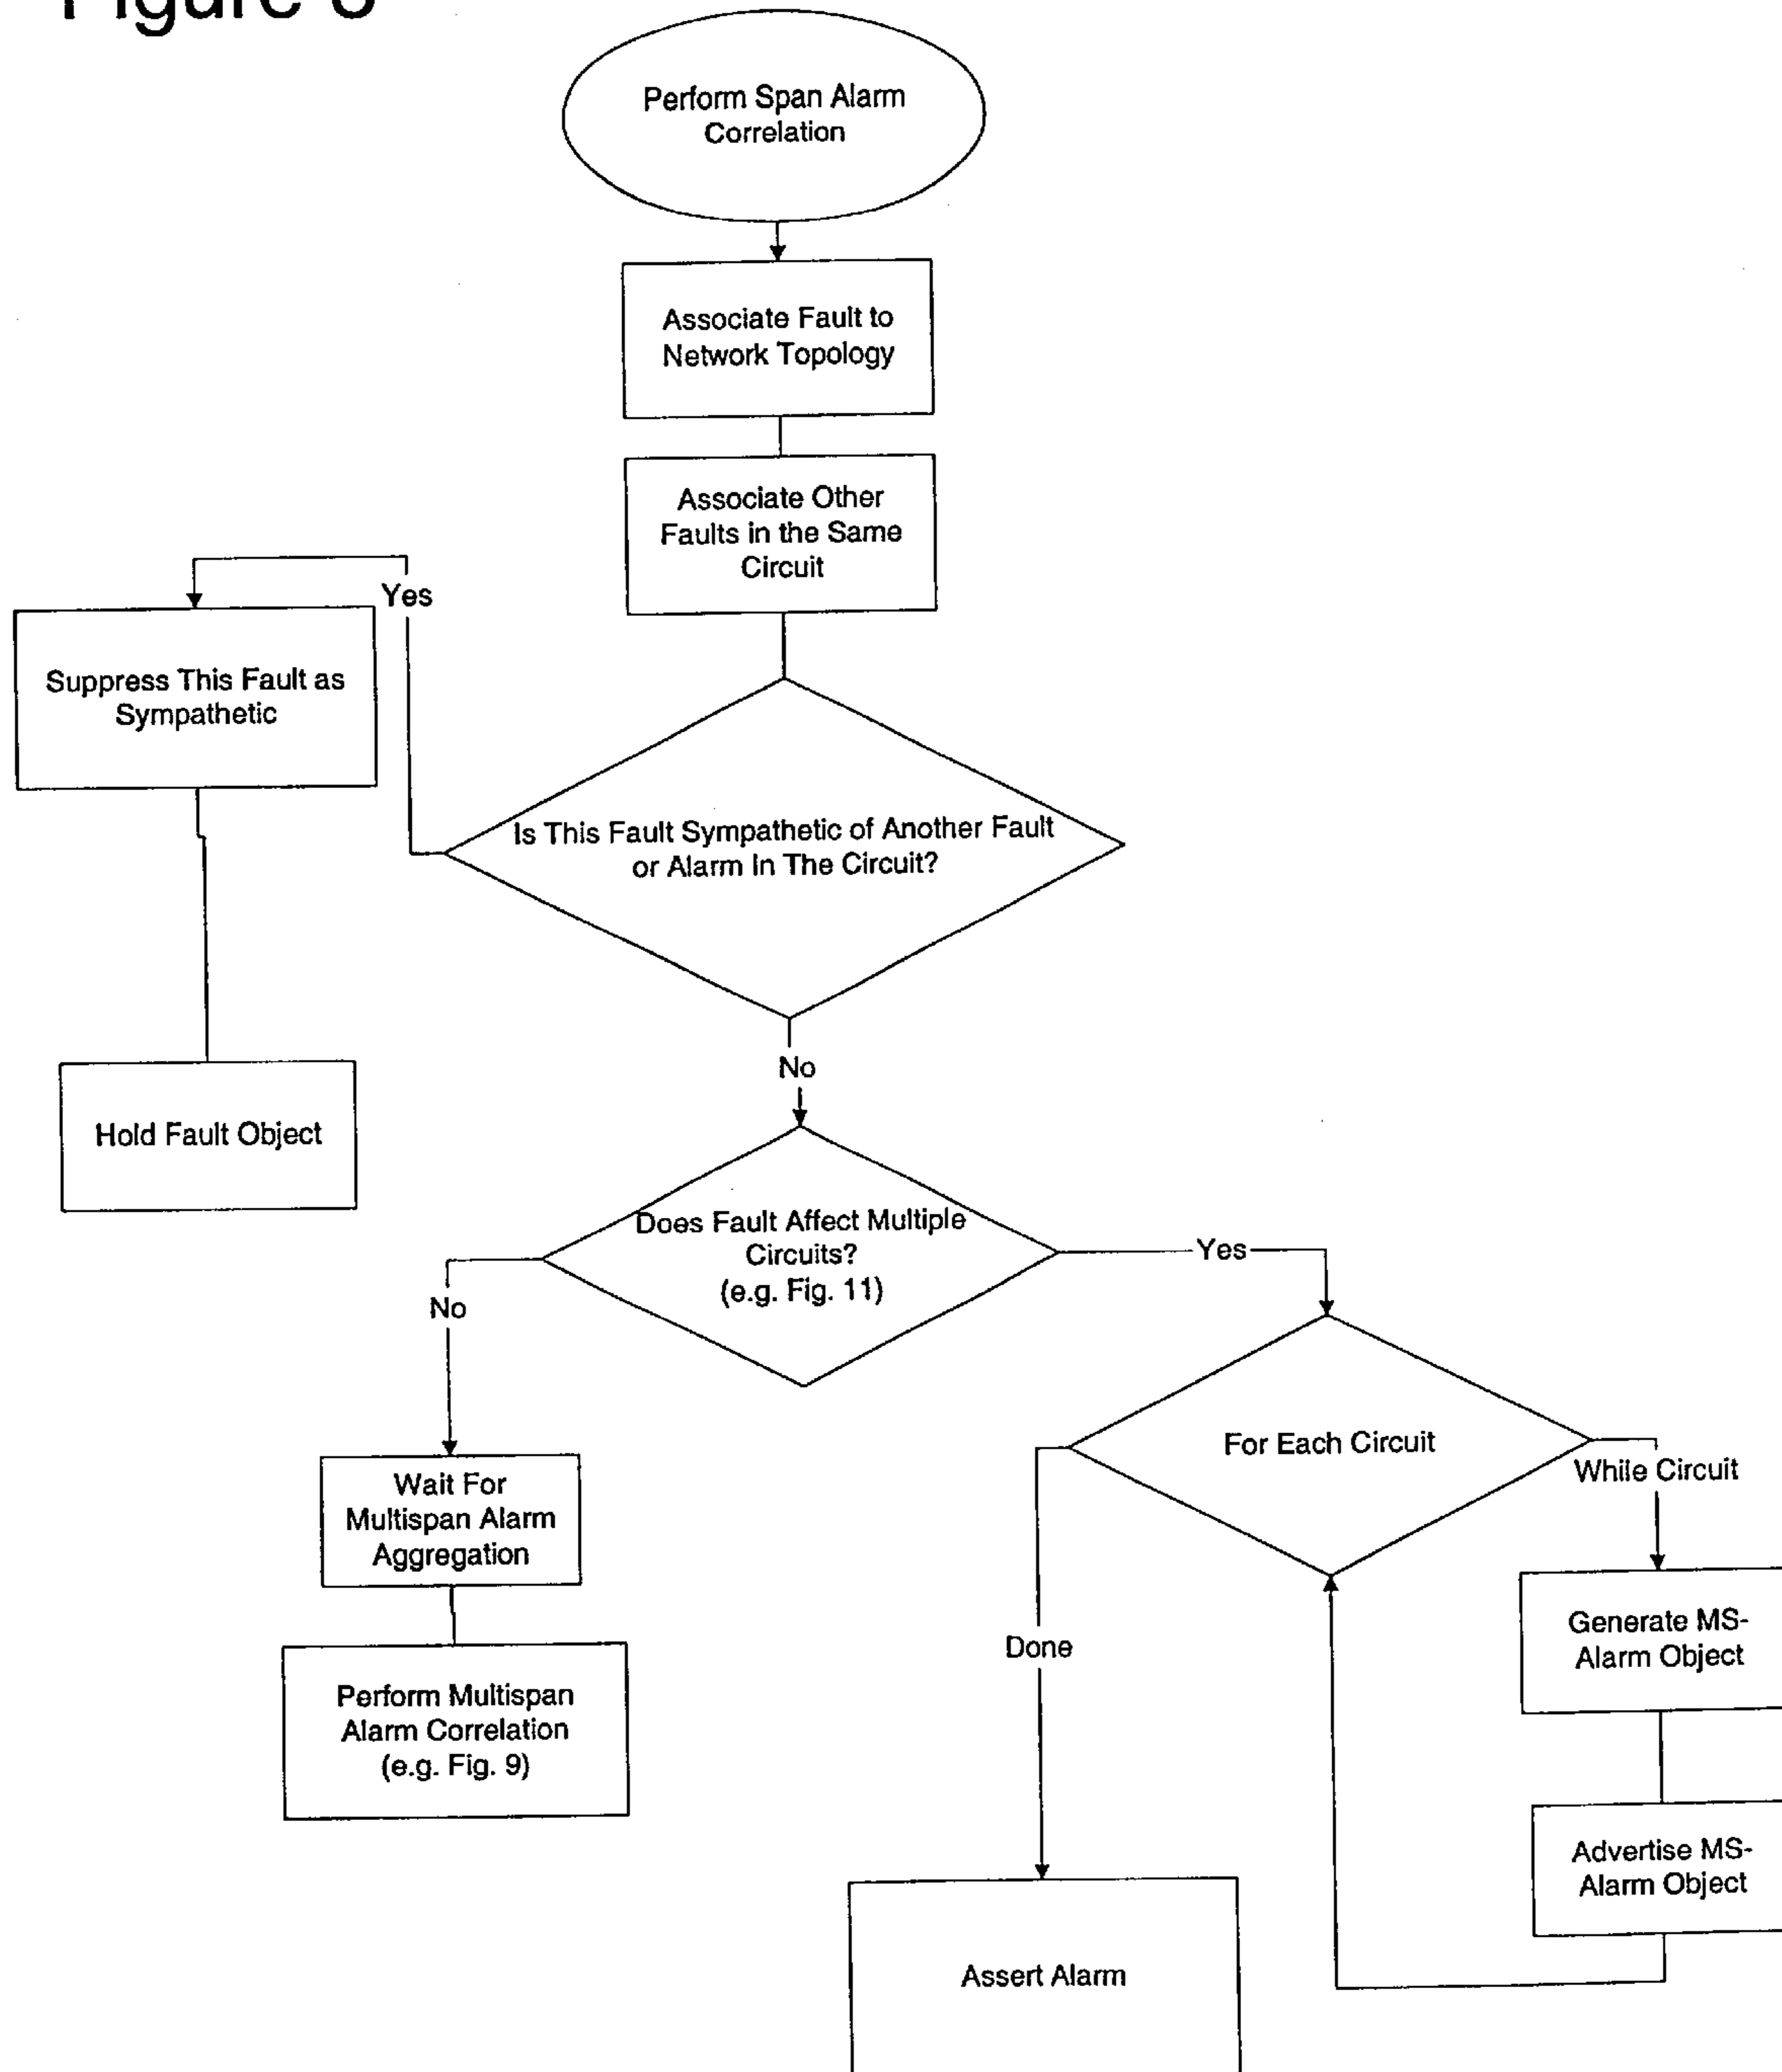 Figure 8
Perform Span Alarm
Correlation
Associate Fault to
Network Topology
Associate Other
Faults in the Same
Circuit
Yes
Suppress This Fault as
Sympathetic
Is This Fault Sympathetic of Another Fault
or Alarm In The Circuit?
No
Hold Fault Object
Does Fault Affect Multiple
Circuits?
(e.g. Fig. 11)
Yes
No
For Each Circuit
While Circuit
Wait For
Multispan Alarm
Aggregation
Generate MS-
Alarm Object
Done
Perform Multispan
Alarm Correlation
(e.g. Fig. 9)
Advertise MS-
Alarm Object
Assert Alarm